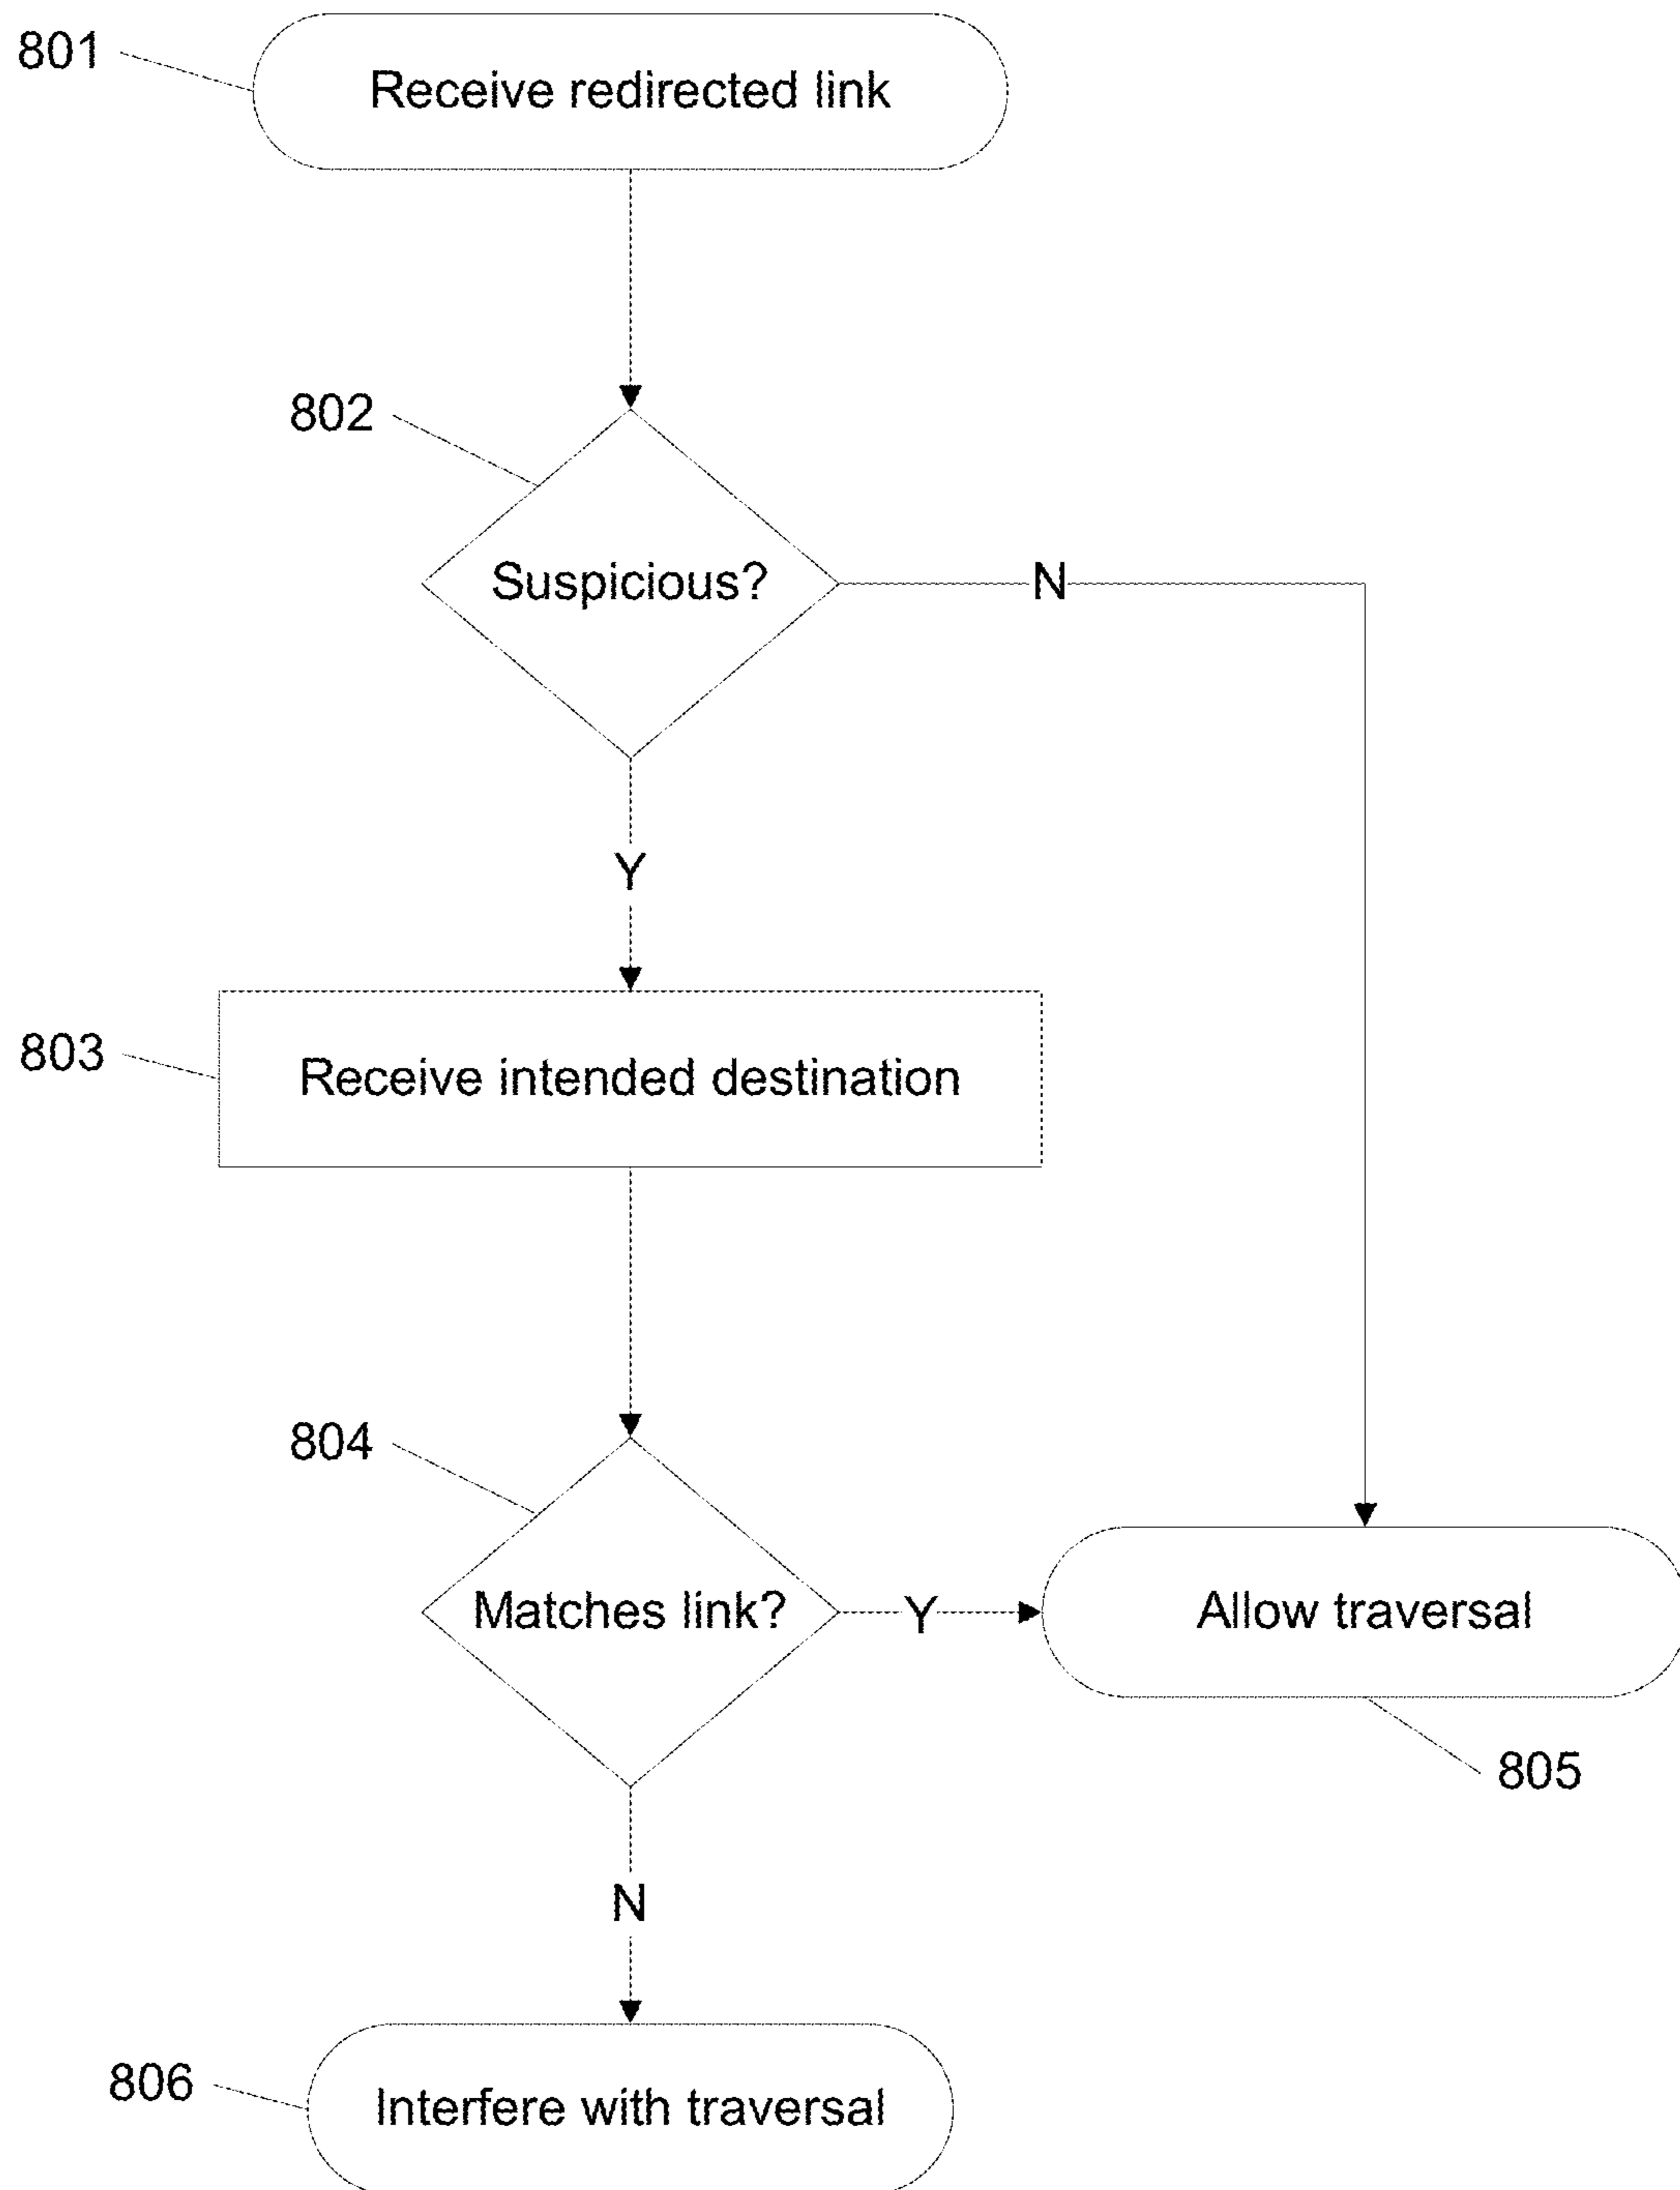 801
Receive redirected link
802
Suspicious?
N
Y
803
Receive intended destination
804
Matches link?
Y
Allow traversal
805
N
806
Interfere with traversal